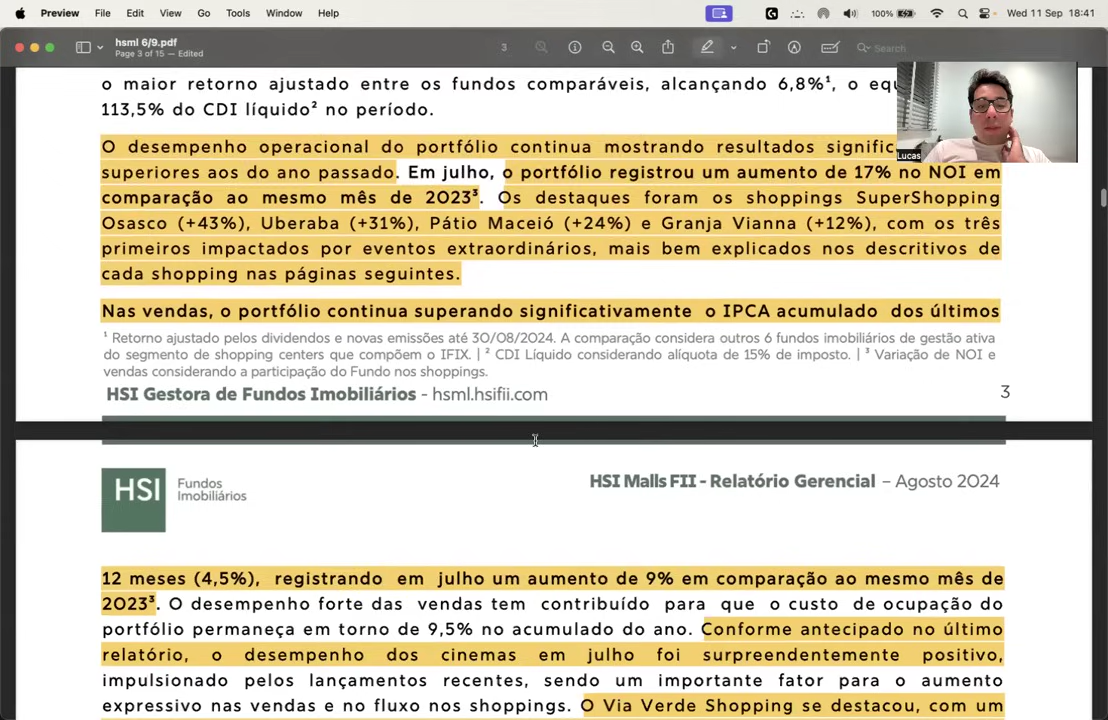 Preview File Edit View Go Tools Window Help 100% Wed 11 Sep 18:41
hsml 6/9.pdf
Page 3 of 15 — Edited
3
Search
o maior retorno ajustado entre os fundos comparáveis, alcançando 6,8%¹, o
113,5% do CDI líquido² no período.
Lucas
O desempenho operacional do portfólio continua mostrando resultados
superiores aos do ano passado. Em julho, o portfólio registrou um aumento de 17% no NOI em
comparação ao mesmo mês de 2023³. Os destaques foram os shoppings SuperShopping
Osasco (+43%), Uberaba (+31%), Pátio Maceió (+24%) e Granja Vianna (+12%), com os três
primeiros impactados por eventos extraordinários, mais bem explicados nos descritivos de
cada shopping nas páginas seguintes.
Nas vendas, o portfólio continua superando significativamente o IPCA acumulado dos últimos
¹ Retorno ajustado pelos dividendos e novas emissões até 30/08/2024. A comparação considera outros 6 fundos imobiliários de gestão ativa
do segmento de shopping centers que compõem o IFIX. | ² CDI Líquido considerando alíquota de 15% de imposto. | ³ Variação de NOI e
vendas considerando a participação do Fundo nos shoppings.
HSI Gestora de Fundos Imobiliários - hsml.hsifii.com 3
HSI Fundos
Imobiliários
HSI Malls FII - Relatório Gerencial – Agosto 2024
12 meses (4,5%), registrando em julho um aumento de 9% em comparação ao mesmo mês de
2023³. O desempenho forte das vendas tem contribuído para que o custo de ocupação do
portfólio permaneça em torno de 9,5% no acumulado do ano. Conforme antecipado no último
relatório, o desempenho dos cinemas em julho foi surpreendentemente positivo,
impulsionado pelos lançamentos recentes, sendo um importante fator para o aumento
expressivo nas vendas e no fluxo nos shoppings. O Via Verde Shopping se destacou, com um